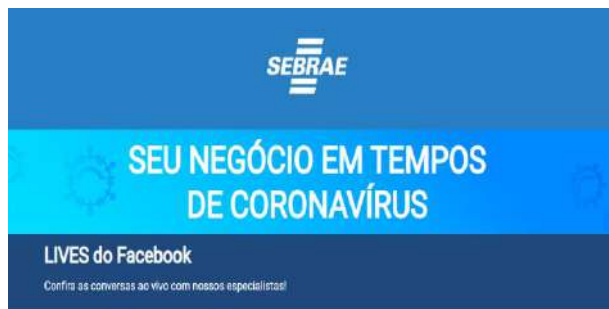 SEBRAE
SEU NEGÓCIO EM TEMPOS
DE CORONAVÍRUS
LIVES do Facebook
Confira as conversas ao vivo com nossos especialistas!